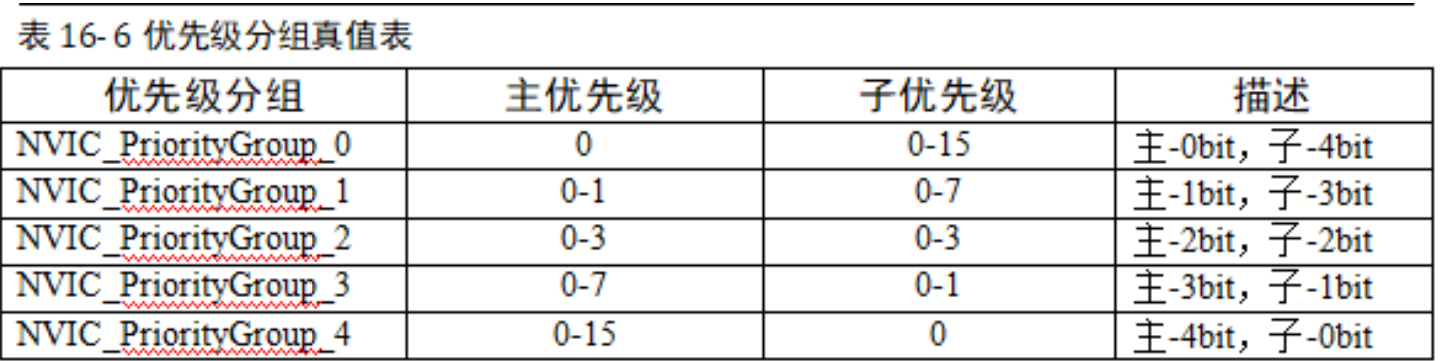 表 16- 6 优先级分组真值表
优先级分组 主优先级 子优先级 描述
NVIC_PriorityGroup_0 0 0-15 主-0bit，子-4bit
NVIC_PriorityGroup_1 0-1 0-7 主-1bit，子-3bit
NVIC_PriorityGroup_2 0-3 0-3 主-2bit，子-2bit
NVIC_PriorityGroup_3 0-7 0-1 主-3bit，子-1bit
NVIC_PriorityGroup_4 0-15 0 主-4bit，子-0bit